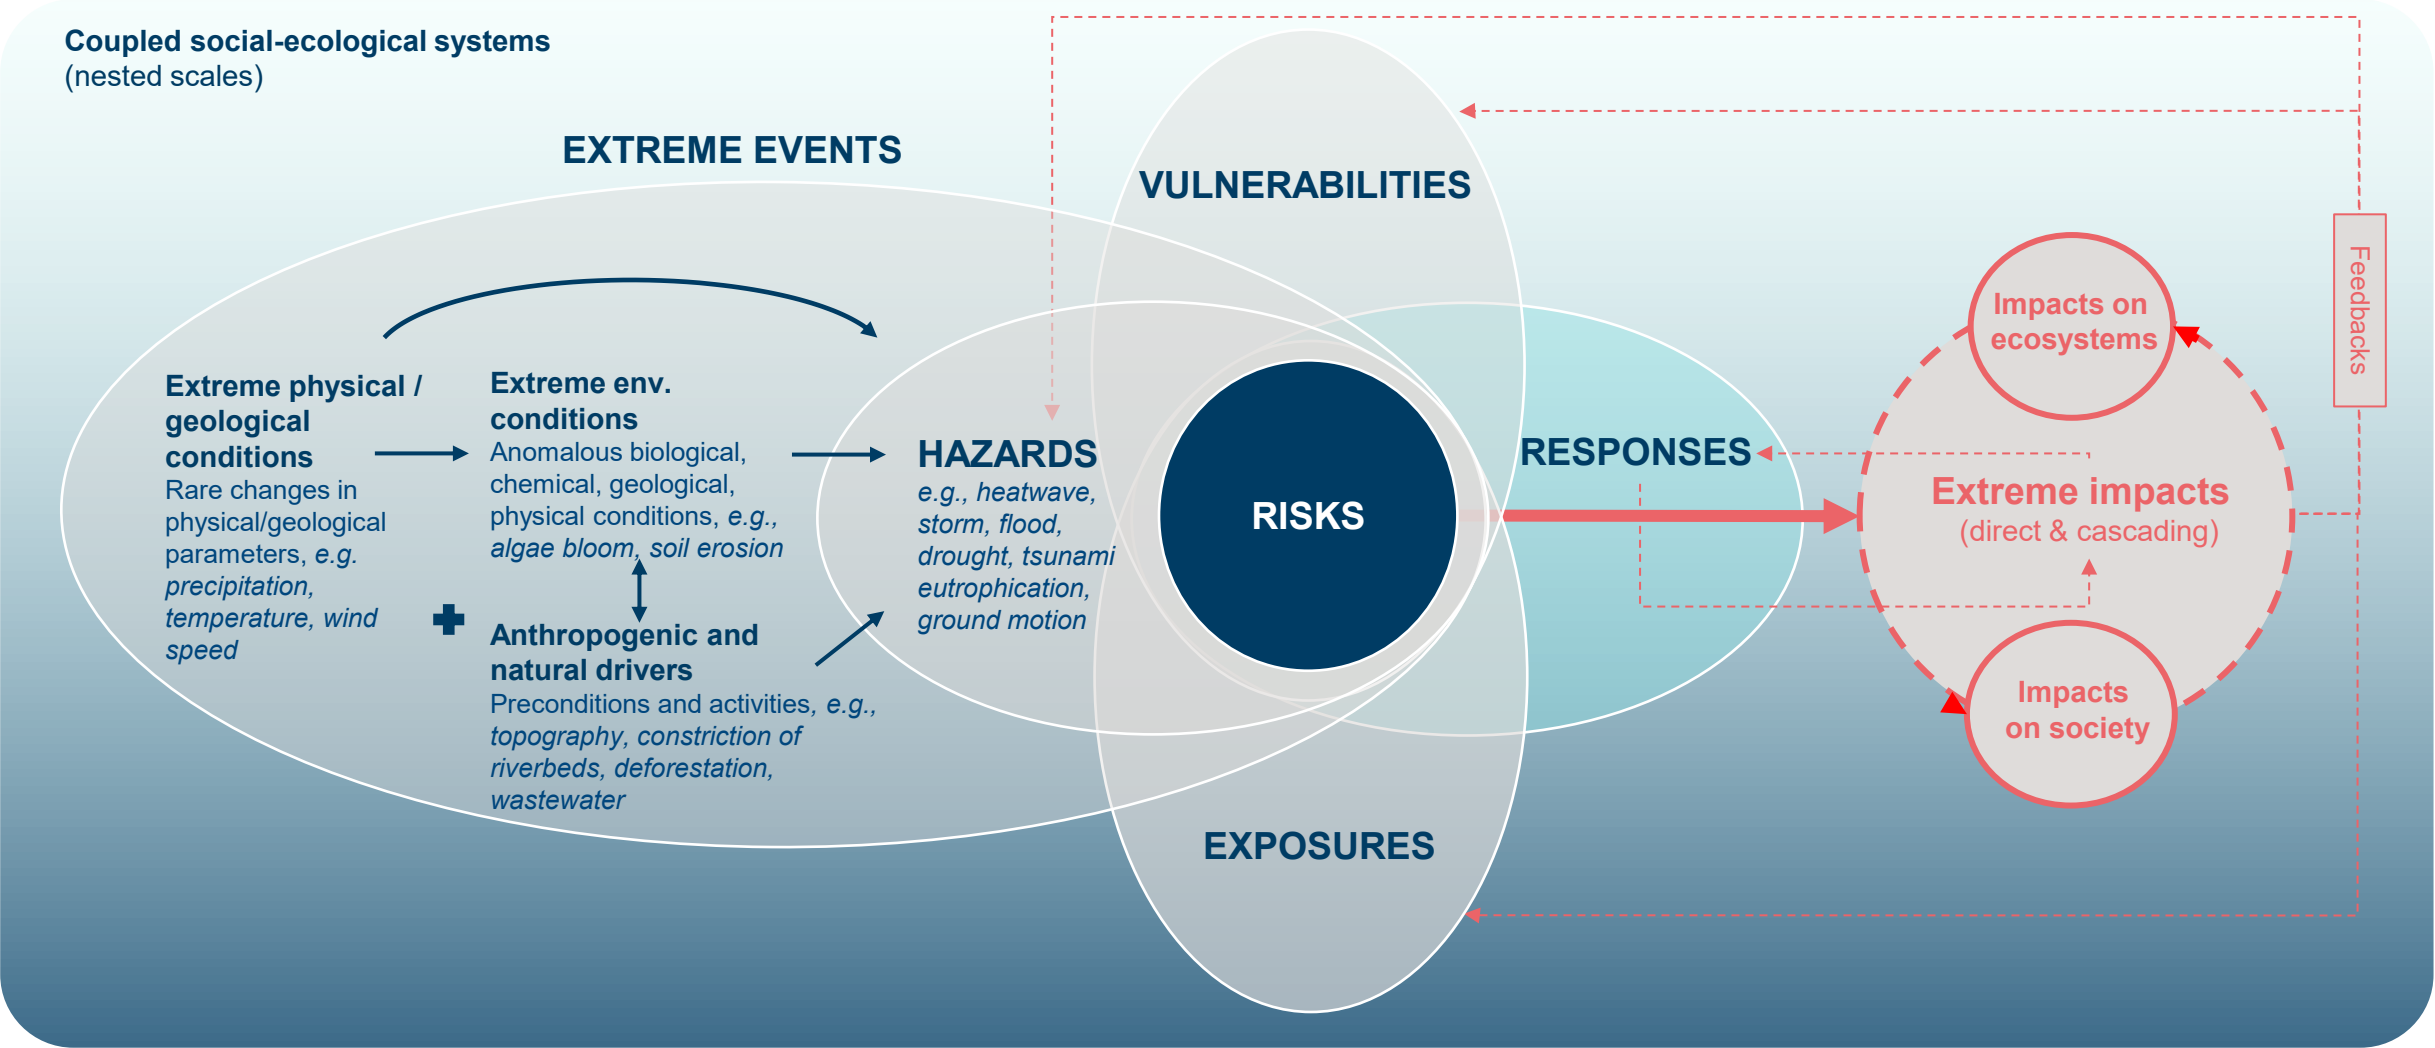 Coupled social-ecological systems
(nested scales)
EXTREME EVENTS
VULNERABILITIES
Extreme physical /
geological
conditions
Rare changes in
physical/geological
parameters, e.g.
precipitation,
temperature, wind
speed
Extreme env.
conditions
Anomalous biological,
chemical, geological,
physical conditions, e.g.,
algae bloom, soil erosion
Anthropogenic and
natural drivers
Preconditions and activities, e.g.,
topography, constriction of
riverbeds, deforestation,
wastewater
HAZARDS
e.g., heatwave,
storm, flood,
drought, tsunami
eutrophication,
ground motion
RISKS
RESPONSES
EXPOSURES
Impacts on
ecosystems
Extreme impacts
(direct & cascading)
Impacts
on society
Feedbacks